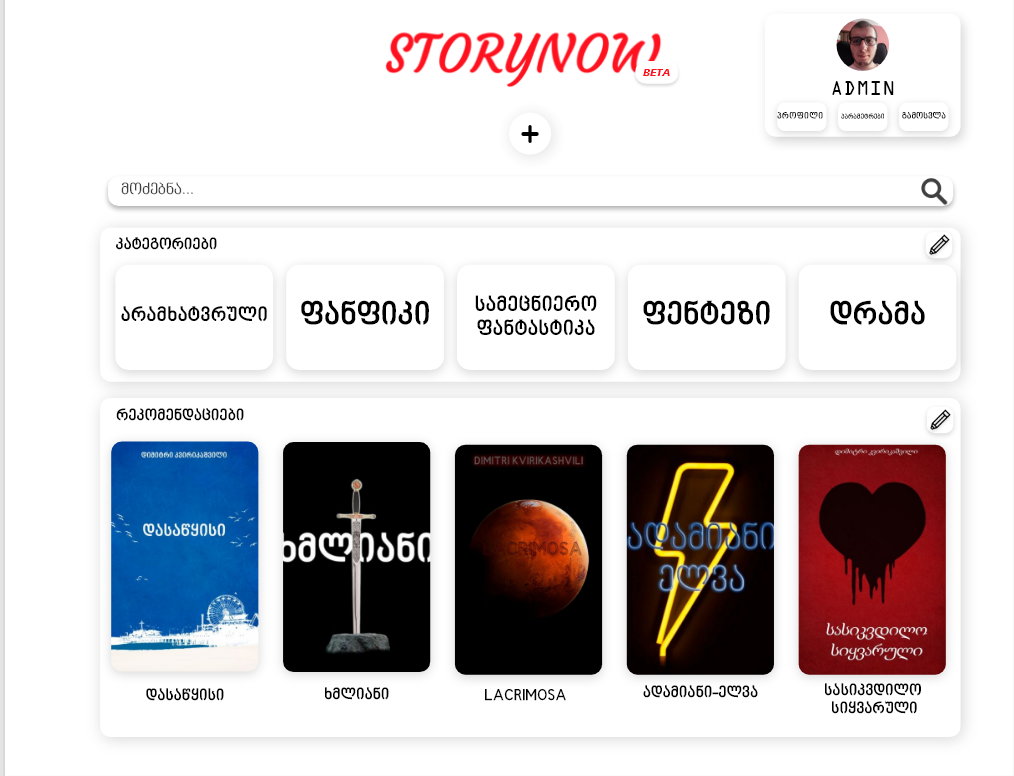 STORYNOW
BETA
ADMIN
პროფილი
პარამეტრები
გამოსვლა
მოძებნა...
კატეგორიები
არამხატვრული
ფანფიკი
სამეცნიერო
ფანტასტიკა
ფენტეზი
დრამა
რეკომენდაციები
დიმიტრი კვირიკაშვილი
დასაწყისი
ხმლიანი
DIMITRI KVIRIKASHVILI
LACRIMOSA
ადამიანი
ელვა
დიმიტრი კვირიკაშვილი
სასიკვდილო
სიყვარული
დასაწყისი
ხმლიანი
LACRIMOSA
ადამიანი-ელვა
სასიკვდილო
სიყვარული